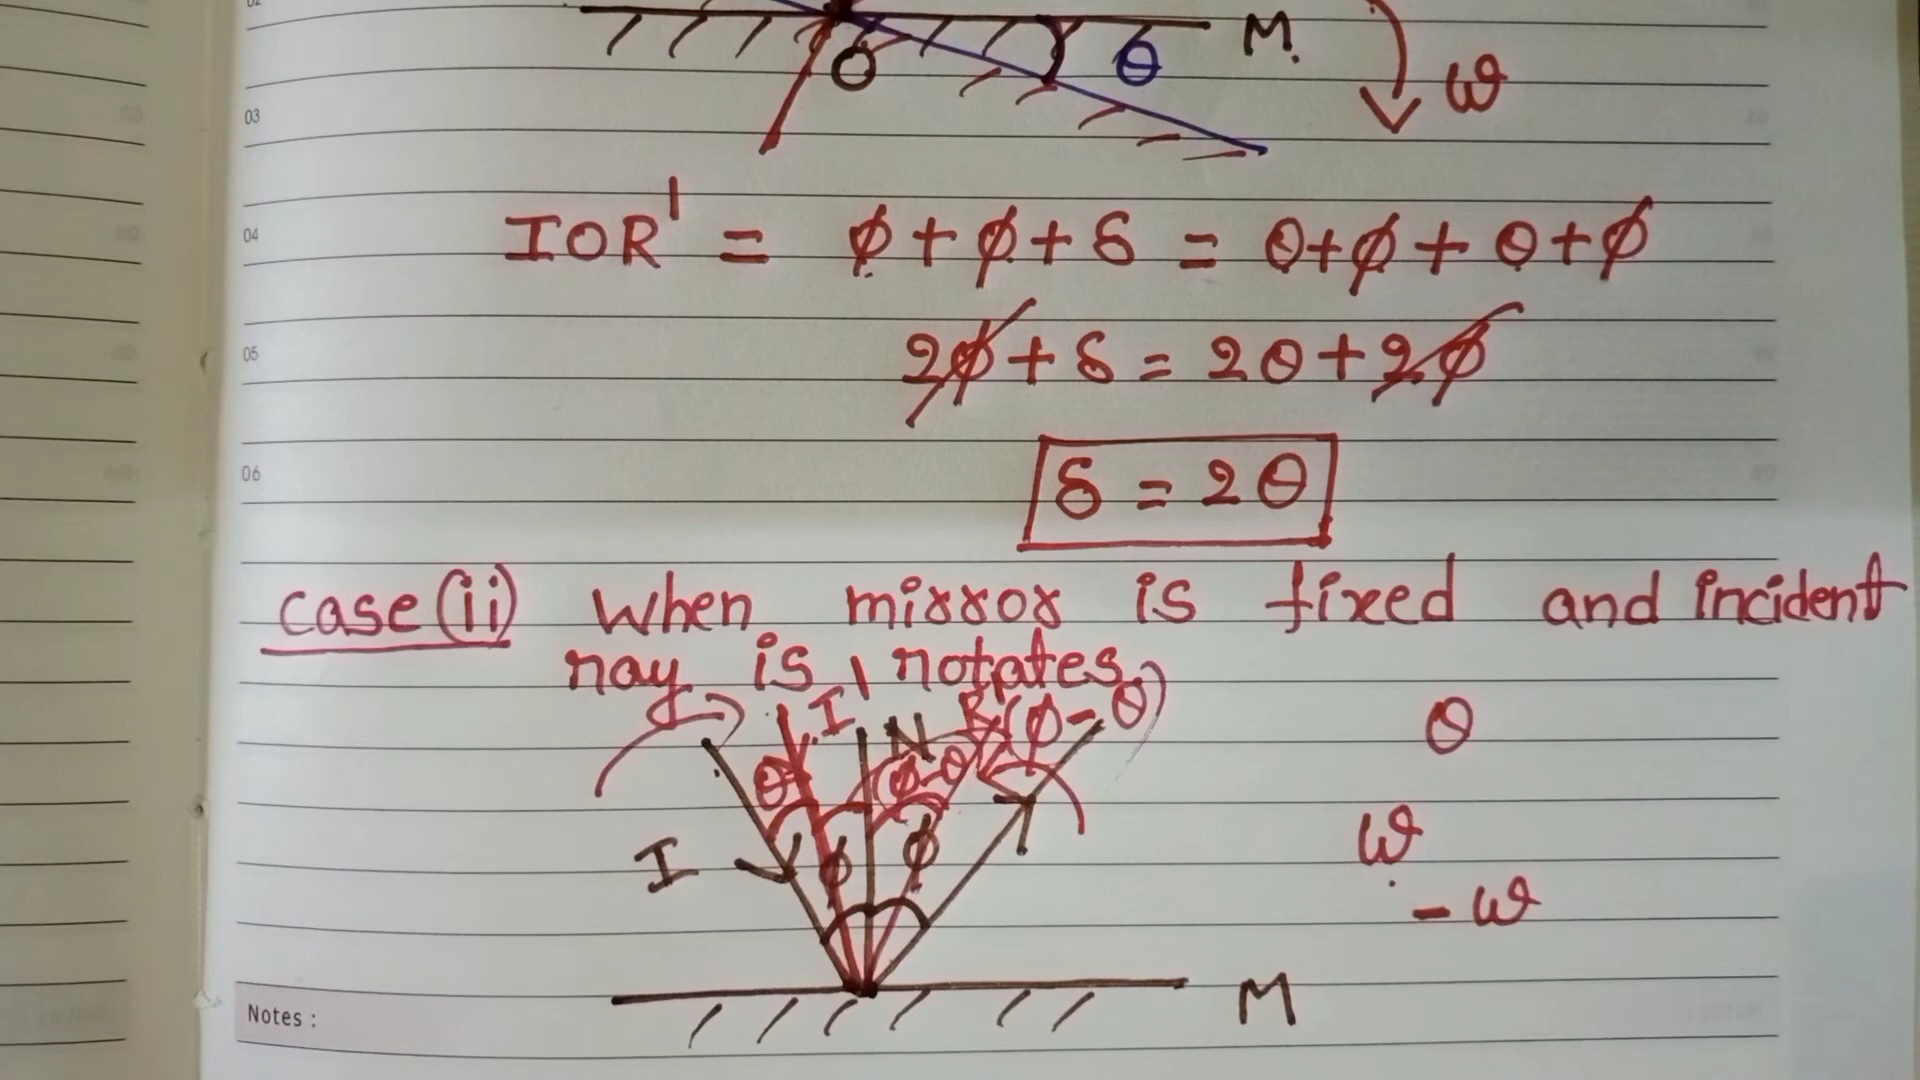 02
M.
O
θ
ω
03
04
IOR' = ϕ + ϕ + δ = θ + ϕ + θ + ϕ
05
2ϕ + δ = 2θ + 2ϕ
06
δ = 2θ
case (ii) When mirror is fixed and incident
ray is rotates
I' N R' (ϕ - θ)
θ
θ (ϕ-θ)
I ϕ ϕ
ω
- ω
M
Notes :